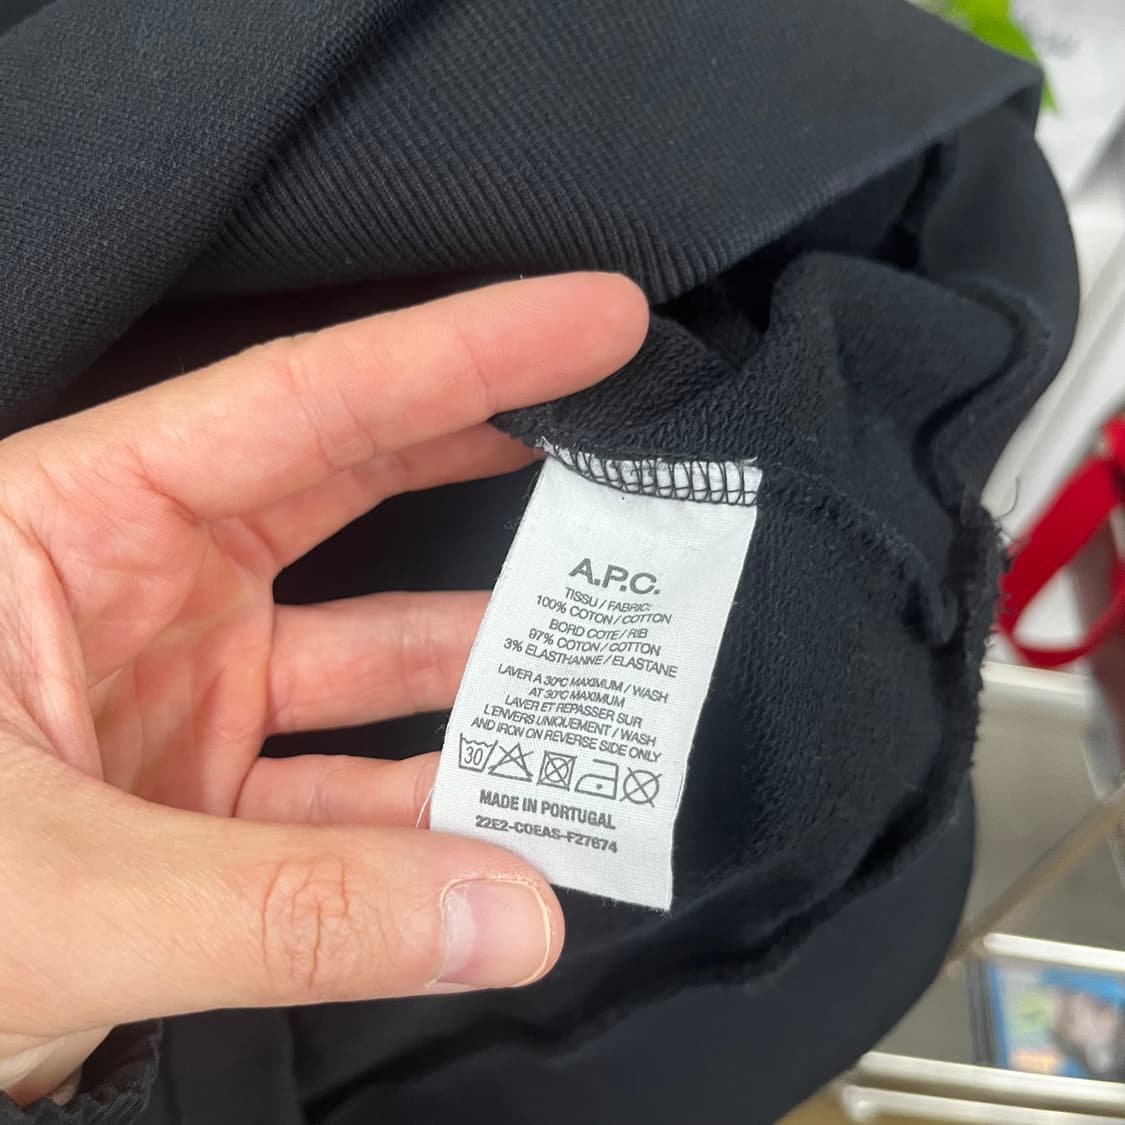 A.P.C.
TISSU / FABRIC:
100% COTON / COTTON
BORD COTE / RIB
97% COTON / COTTON
3% ELASTHANNE / ELASTANE
LAVER A 30°C MAXIMUM / WASH
AT 30°C MAXIMUM
LAVER ET REPASSER SUR
L'ENVERS UNIQUEMENT / WASH
AND IRON ON REVERSE SIDE ONLY
30
MADE IN PORTUGAL
22E2-COEAS-F27674